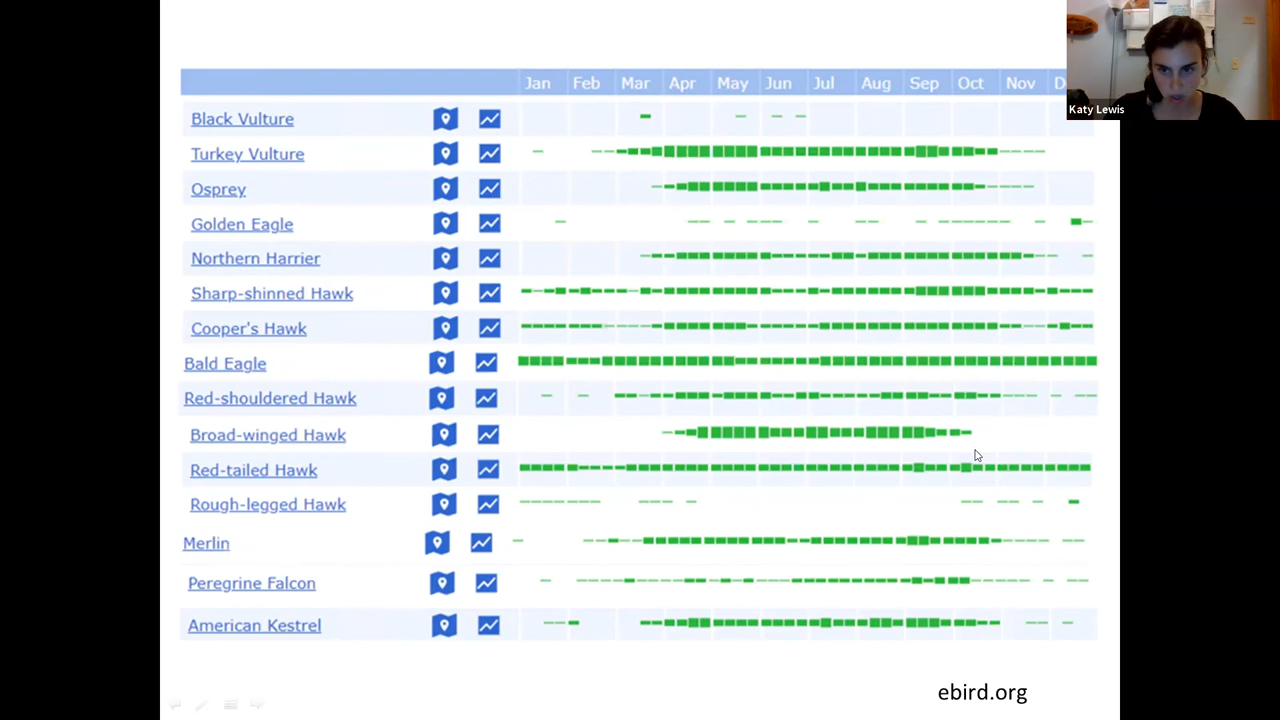 Jan Feb Mar Apr May Jun Jul Aug Sep Oct Nov D
Katy Lewis
Black Vulture
Turkey Vulture
Osprey
Golden Eagle
Northern Harrier
Sharp-shinned Hawk
Cooper's Hawk
Bald Eagle
Red-shouldered Hawk
Broad-winged Hawk
Red-tailed Hawk
Rough-legged Hawk
Merlin
Peregrine Falcon
American Kestrel
ebird.org